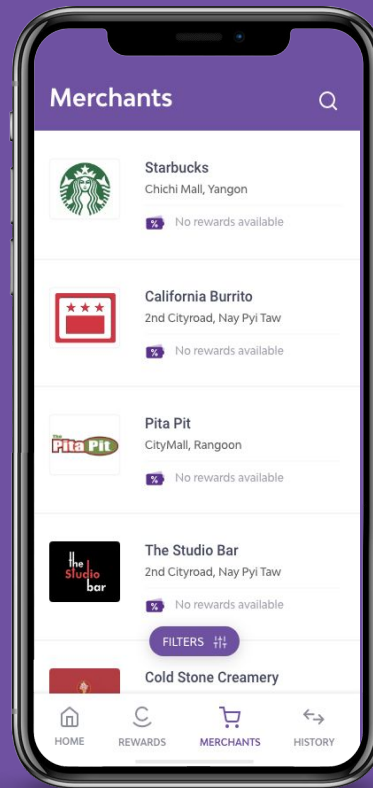 Merchants
Starbucks
Chichi Mall, Yangon
% No rewards available
California Burrito
2nd Cityroad, Nay Pyi Taw
% No rewards available
The
Pita Pit
Pita Pit
CityMall, Rangoon
% No rewards available
the
Studio
bar
The Studio Bar
2nd Cityroad, Nay Pyi Taw
% No rewards available
FILTERS
Cold Stone Creamery
HOME
REWARDS
MERCHANTS
HISTORY